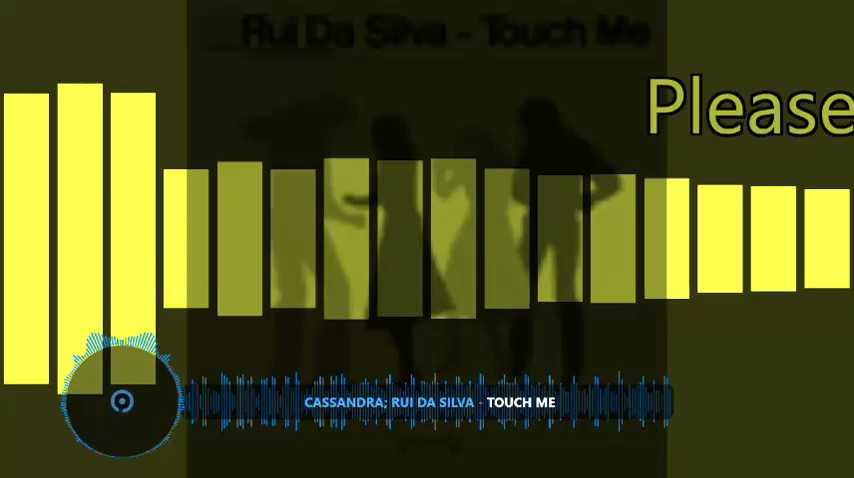 Rui Da Silva - Touch Me
Please
CASSANDRA; RUI DA SILVA - TOUCH ME